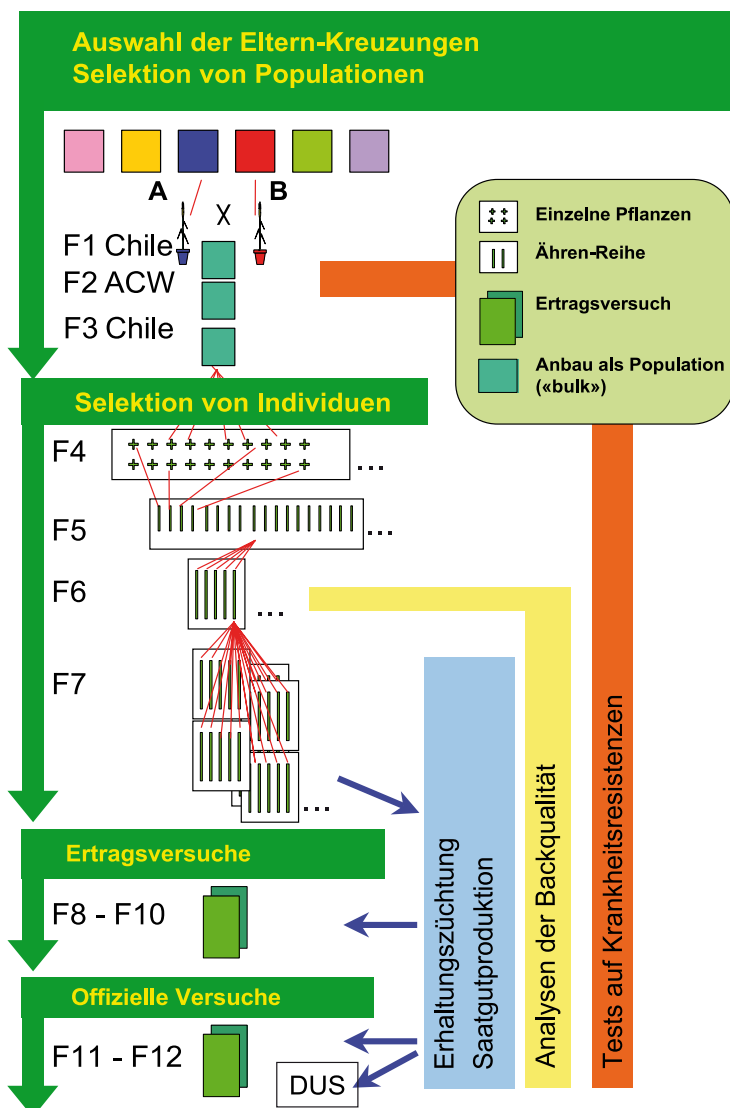 Auswahl der Eltern-Kreuzungen
Selektion von Populationen
A
B
X
F1 Chile
F2 ACW
F3 Chile
Einzelne Pflanzen
Ähren-Reihe
Ertragsversuch
Anbau als Population
(«bulk»)
Selektion von Individuen
F4
...
F5
...
F6
...
F7
...
Ertragsversuche
F8 - F10
Offizielle Versuche
F11 - F12
DUS
Erhaltungszüchtung
Saatgutproduktion
Analysen der Backqualität
Tests auf Krankheitsresistenzen